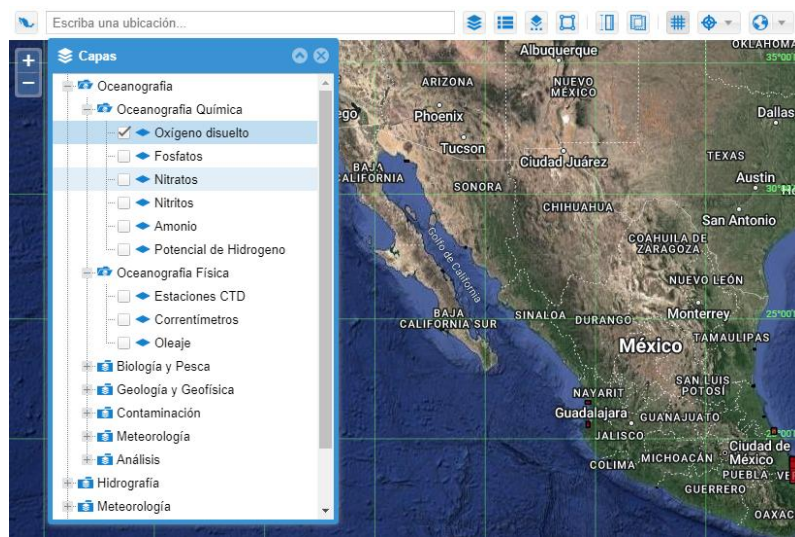 Escriba una ubicación...
Capas
Oceanografia
Oceanografia Química
Oxígeno disuelto
Fosfatos
Nitratos
Nitritos
Amonio
Potencial de Hidrogeno
Oceanografia Física
Estaciones CTD
Correntímetros
Oleaje
Biología y Pesca
Geología y Geofísica
Contaminación
Meteorología
Análisis
Hidrografía
Meteorología
Albuquerque
OKLAHOMA
35°00'
ARIZONA
NUEVO
MÉXICO
Phoenix
Dallas
Tucson
Ciudad Juárez
TEXAS
BAJA
CALIFORNIA
SONORA
Austin
CHIHUAHUA
San Antonio
Golfo de California
COAHUILA DE
ZARAGOZA
NUEVO LEÓN
BAJA
CALIFORNIA SUR
SINALOA
DURANGO
Monterrey
25°00'
México
TAMAULIPAS
SAN LUIS
POTOSÍ
NAYARIT
Guadalajara
GUANAJUATO
JALISCO
Ciudad de
México
COLIMA
MICHOACÁN
PUEBLA
VE
GUERRERO
OAXAC